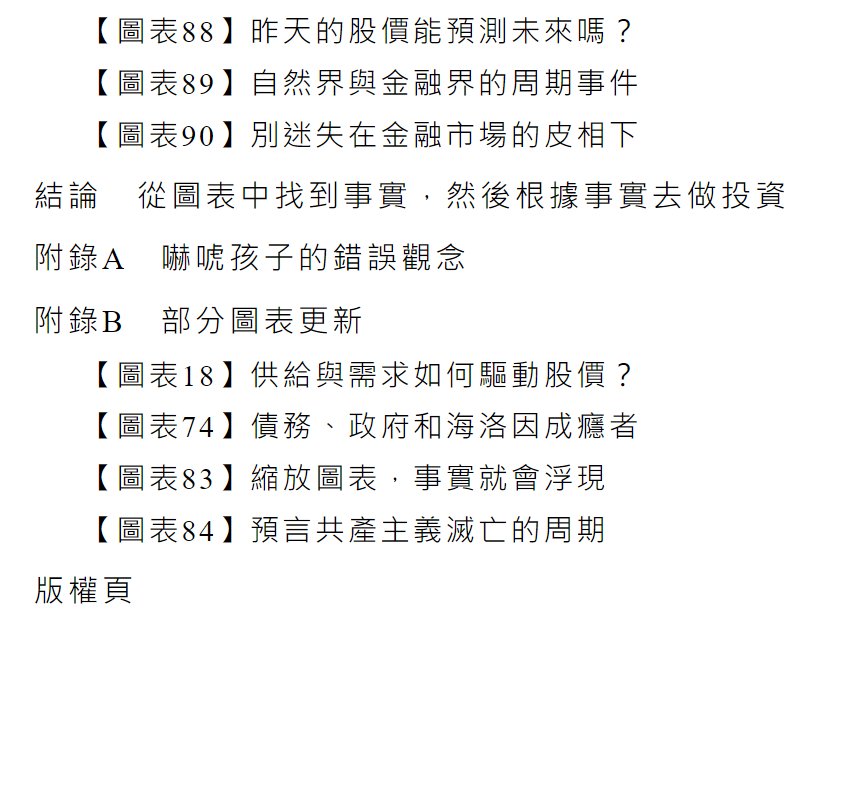 【圖表88】昨天的股價能預測未來嗎？
【圖表89】自然界與金融界的周期事件
【圖表90】別迷失在金融市場的皮相下
結論　從圖表中找到事實，然後根據事實去做投資
附錄A　嚇唬孩子的錯誤觀念
附錄B　部分圖表更新
【圖表18】供給與需求如何驅動股價？
【圖表74】債務、政府和海洛因成癮者
【圖表83】縮放圖表，事實就會浮現
【圖表84】預言共產主義滅亡的周期
版權頁